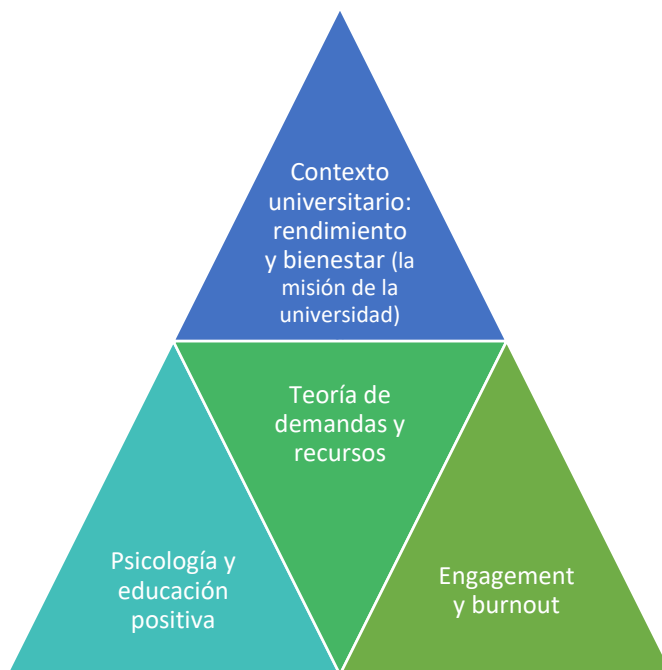 Contexto
universitario:
rendimiento
y bienestar (la
misión de la
universidad)
Teoría de
demandas y
recursos
Psicología y
educación
positiva
Engagement
y burnout